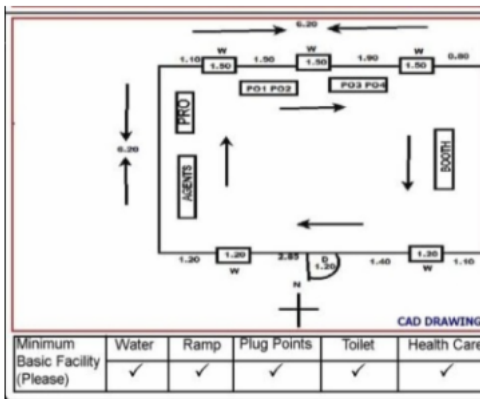 6.20
W W W
1.10 1.50 1.50 1.50 1.90 1.50 0.80
PO1 PO2 PO3 PO4
PRO
6.20
AGENTS
BOOTH
1.20 1.20 2.85 D 1.20 1.40 1.20 1.10
W W
N
CAD DRAWING
Minimum Basic Facility (Please) Water Ramp Plug Points Toilet Health Care
✓ ✓ ✓ ✓ ✓